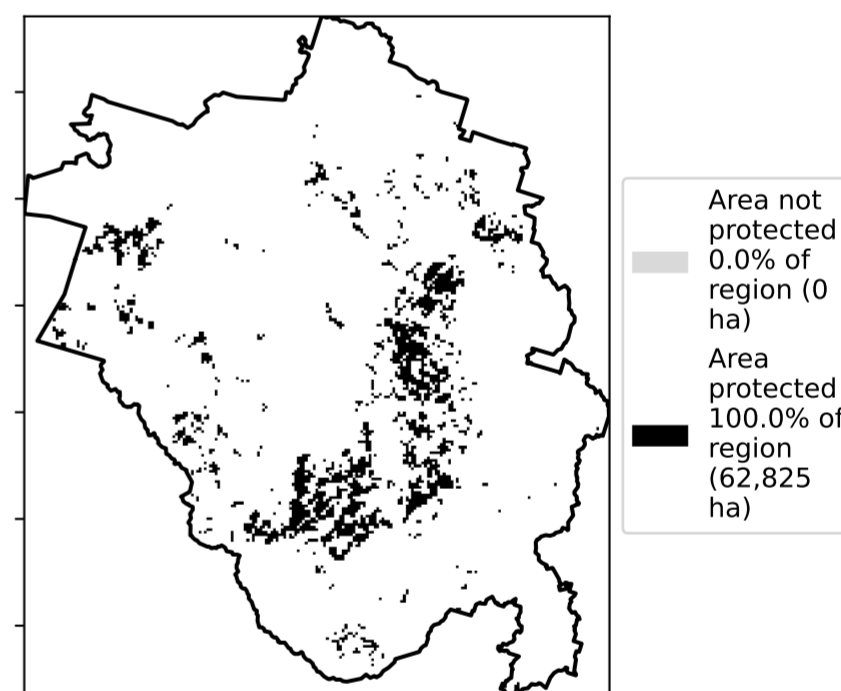 Area not
protected
0.0% of
region (0
ha)
Area
protected
100.0% of
region
(62,825
ha)